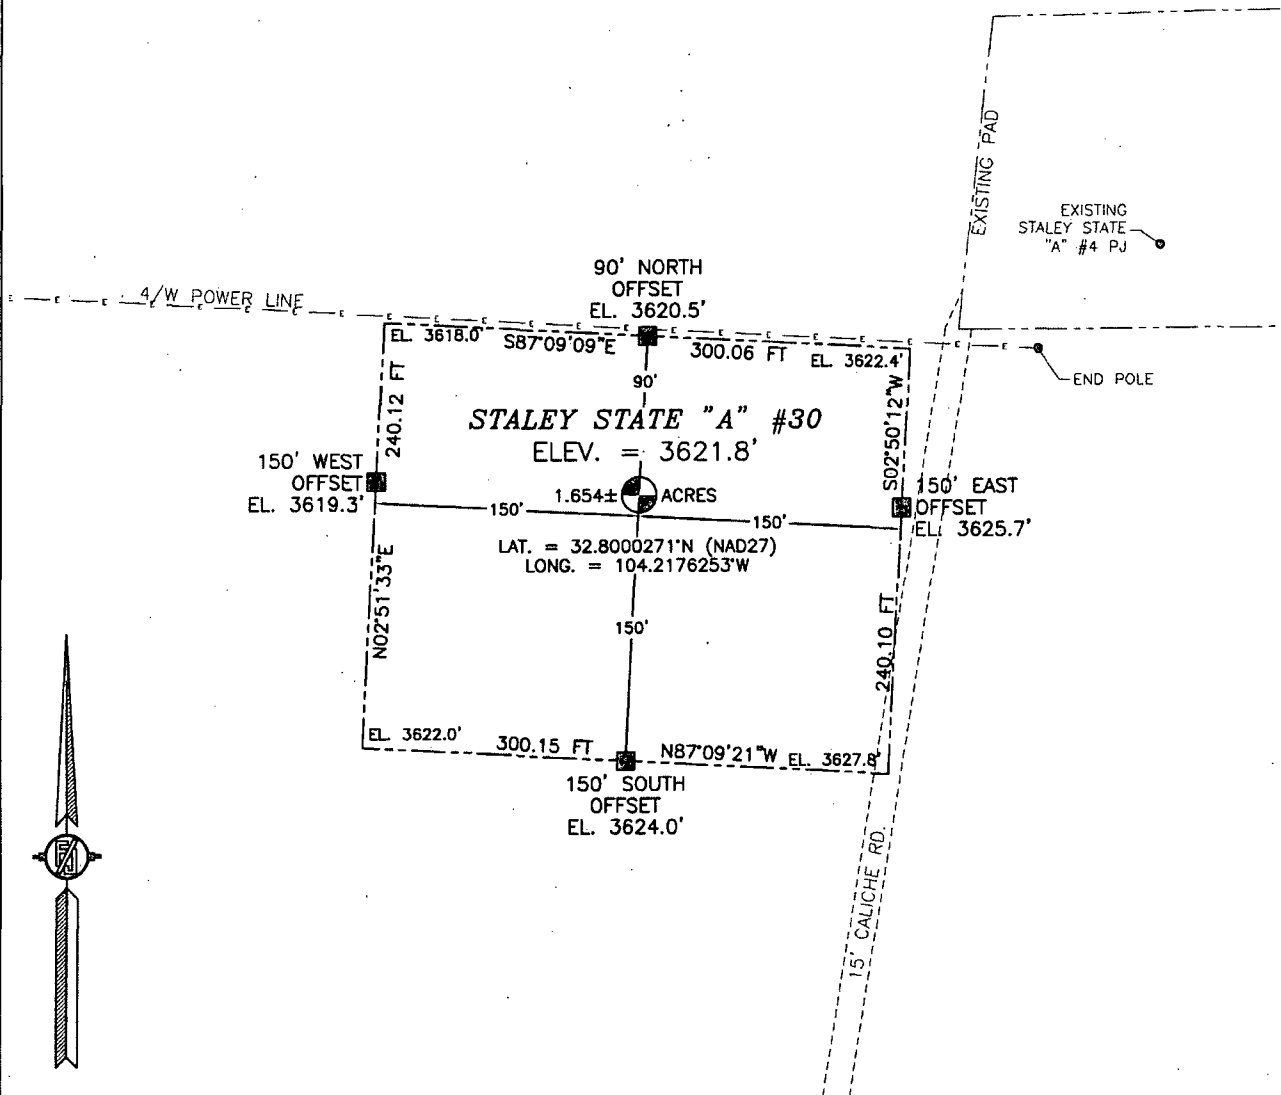 EXISTING PAD
EXISTING
STALEY STATE
"A" #4 PJ
90' NORTH
OFFSET
EL. 3620.5'
4/W POWER LINE
E E E E E E E E E E E E E E E E E E E E
EL. 3618.0'
S87°09'09"E
300.06 FT
EL. 3622.4'
END POLE
240.12 FT
90'
S02°50'12"W
STALEY STATE "A" #30
ELEV. = 3621.8'
150' WEST
OFFSET
EL. 3619.3'
1.654± ACRES
150' EAST
OFFSET
EL. 3625.7'
150'
150'
LAT. = 32.8000271°N (NAD27)
LONG. = 104.2176253°W
N02°51'33"E
150'
240.10 FT
EL. 3622.0'
300.15 FT
N87°09'21"W
EL. 3627.8'
150' SOUTH
OFFSET
EL. 3624.0'
15' CALICHE RD.